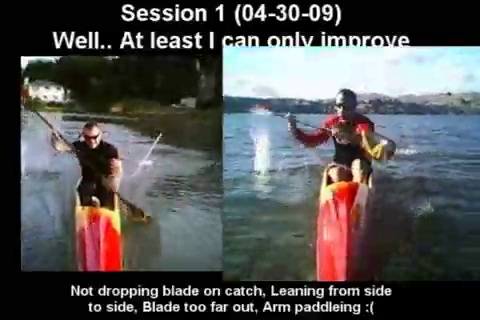 Session 1 (04-30-09)
Well.. At least I can only improve
Not dropping blade on catch, Leaning from side
to side, Blade too far out, Arm paddleing :(